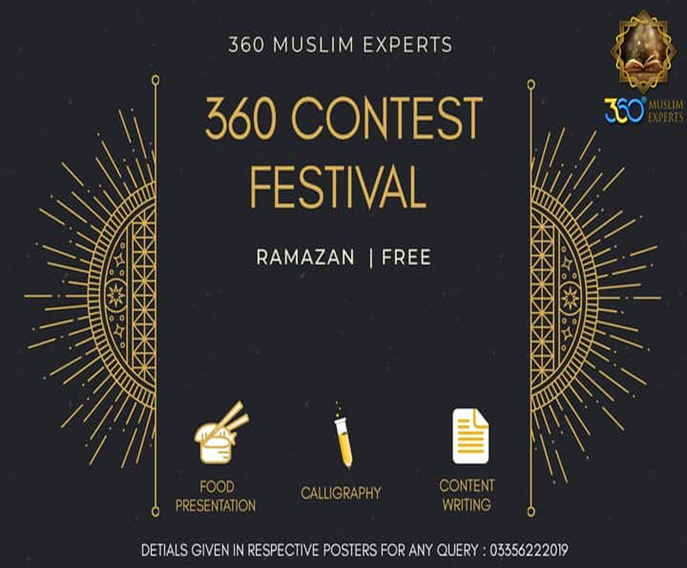 360 MUSLIM EXPERTS
360° MUSLIM
EXPERTS
360 CONTEST
FESTIVAL
RAMAZAN | FREE
FOOD
PRESENTATION
CALLIGRAPHY
CONTENT
WRITING
DETIALS GIVEN IN RESPECTIVE POSTERS FOR ANY QUERY : 03356222019